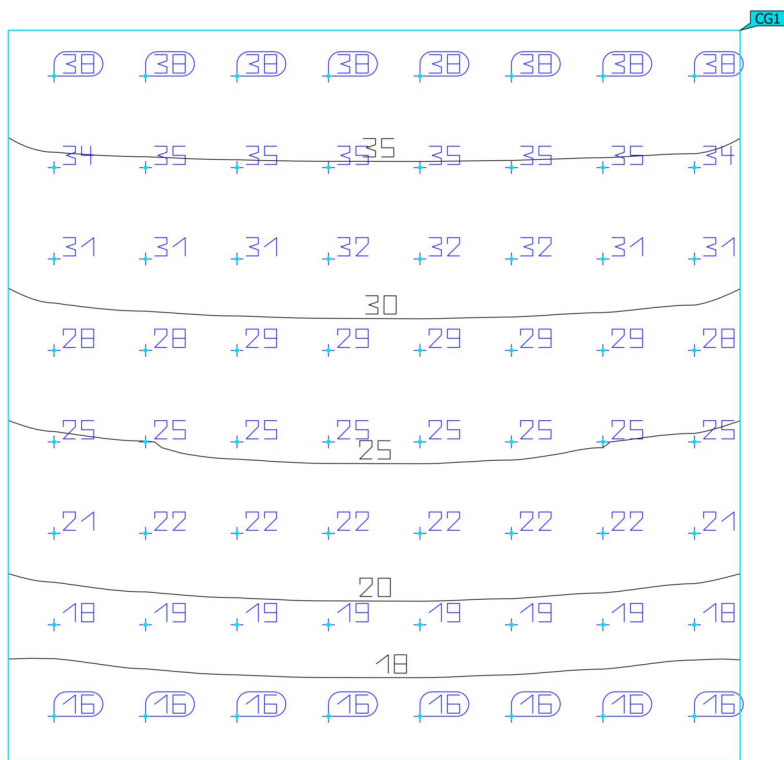 CG1
38 38 38 38 38 38 38 38
35
34 35 35 35 35 35 35 34
31 31 31 32 32 32 31 31
30
28 28 29 29 29 29 29 28
25 25 25 25 25 25 25 25
25
21 22 22 22 22 22 22 21
20
18 19 19 19 19 19 19 18
18
16 16 16 16 16 16 16 16